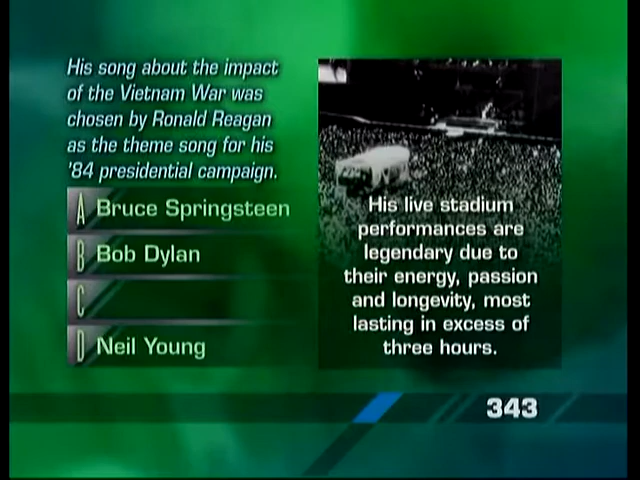 His song about the impact
of the Vietnam War was
chosen by Ronald Reagan
as the theme song for his
'84 presidential campaign.
A Bruce Springsteen
B Bob Dylan
C
D Neil Young
His live stadium
performances are
legendary due to
their energy, passion
and longevity, most
lasting in excess of
three hours.
343